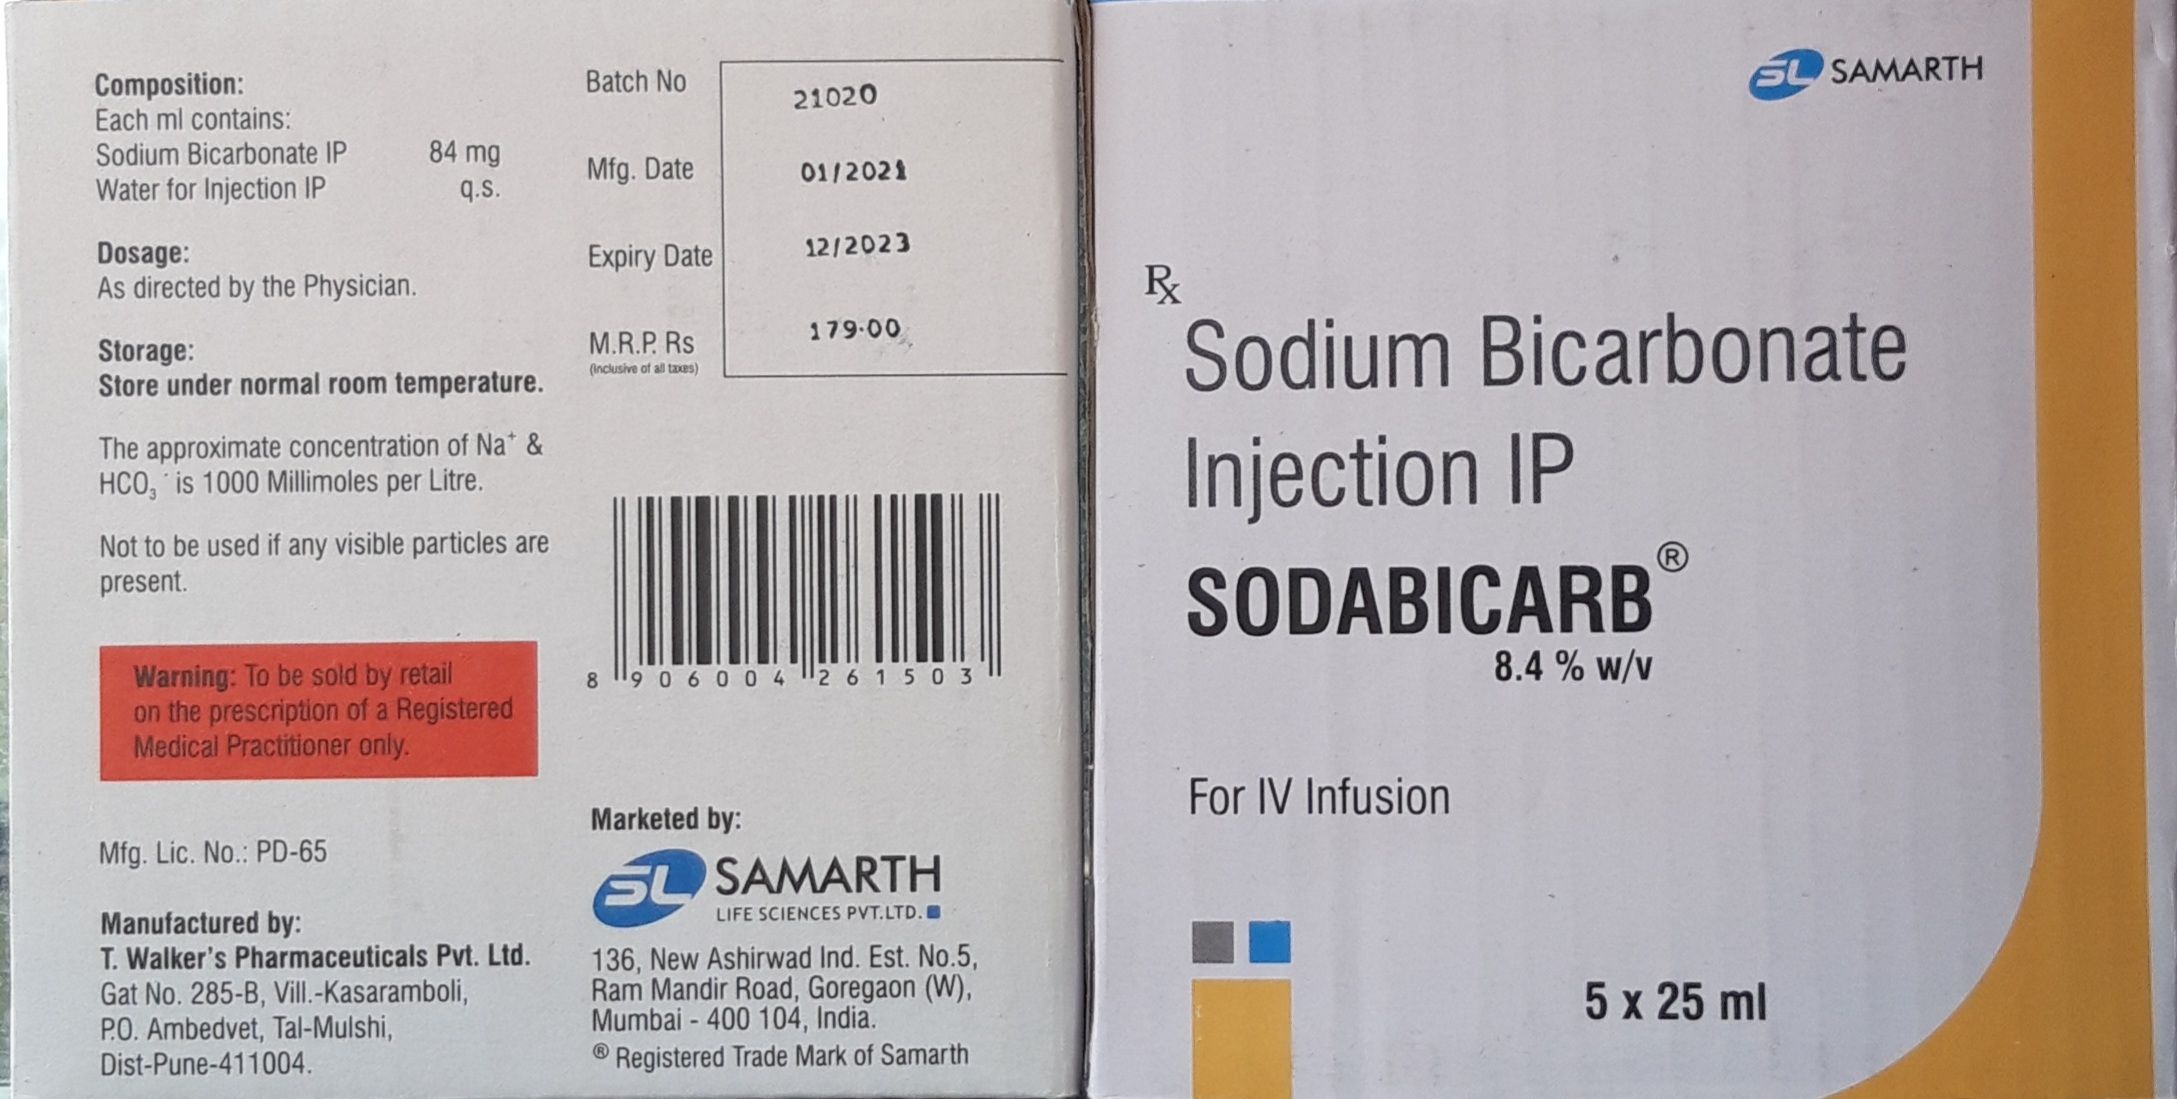 Composition:
Each ml contains:
Sodium Bicarbonate IP 84 mg
Water for Injection IP q.s.
Dosage:
As directed by the Physician.
Storage:
Store under normal room temperature.
The approximate concentration of Na⁺ &
HCO₃⁻ is 1000 Millimoles per Litre.
Not to be used if any visible particles are
present.
Warning: To be sold by retail
on the prescription of a Registered
Medical Practitioner only.
Mfg. Lic. No.: PD-65
Manufactured by:
T. Walker's Pharmaceuticals Pvt. Ltd.
Gat No. 285-B, Vill.-Kasaramboli,
P.O. Ambedvet, Tal-Mulshi,
Dist-Pune-411004.
Batch No 21020
Mfg. Date 01/2021
Expiry Date 12/2023
M.R.P. Rs 179.00
(Inclusive of all taxes)
8 906004 261503
Marketed by:
SL SAMARTH
LIFE SCIENCES PVT.LTD.
136, New Ashirwad Ind. Est. No.5,
Ram Mandir Road, Goregaon (W),
Mumbai - 400 104, India.
® Registered Trade Mark of Samarth
SL SAMARTH
Rx
Sodium Bicarbonate
Injection IP
SODABICARB®
8.4 % w/v
For IV Infusion
5 x 25 ml